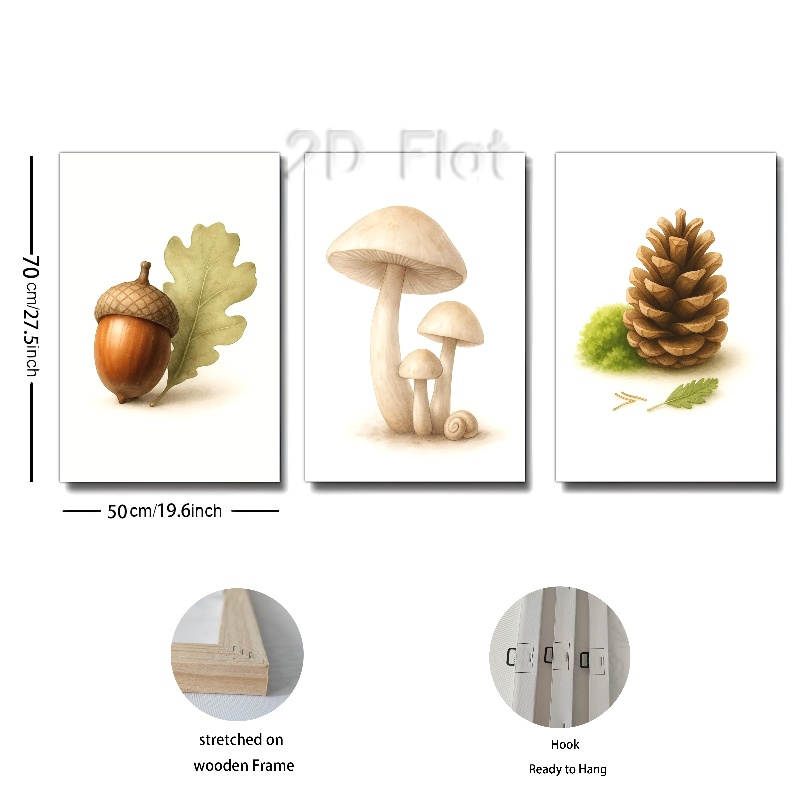 2D Flat
70cm/27.5inch
50cm/19.6inch
stretched on
wooden Frame
Hook
Ready to Hang